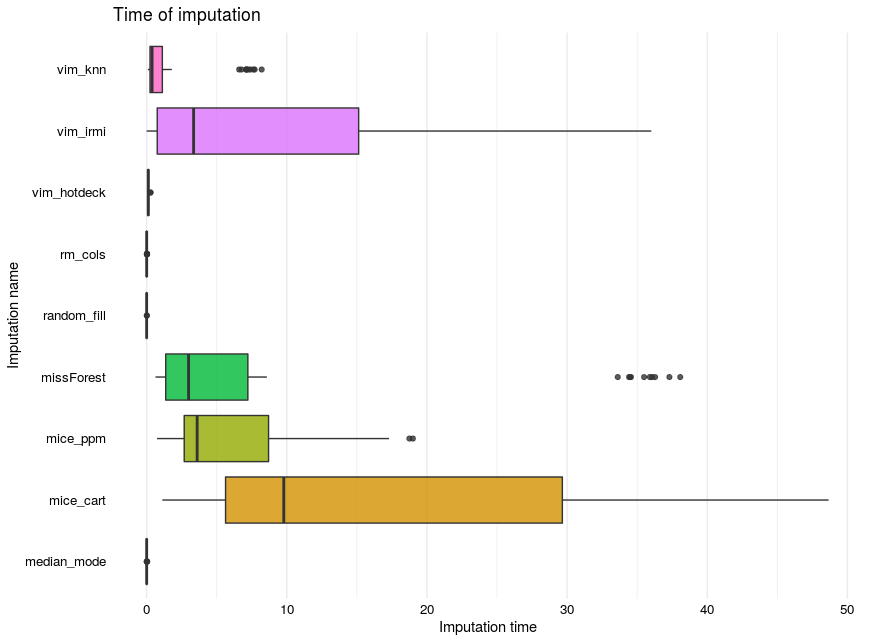 Time of imputation
Imputation name
vim_knn
vim_irmi
vim_hotdeck
rm_cols
random_fill
missForest
mice_ppm
mice_cart
median_mode
0 10 20 30 40 50
Imputation time